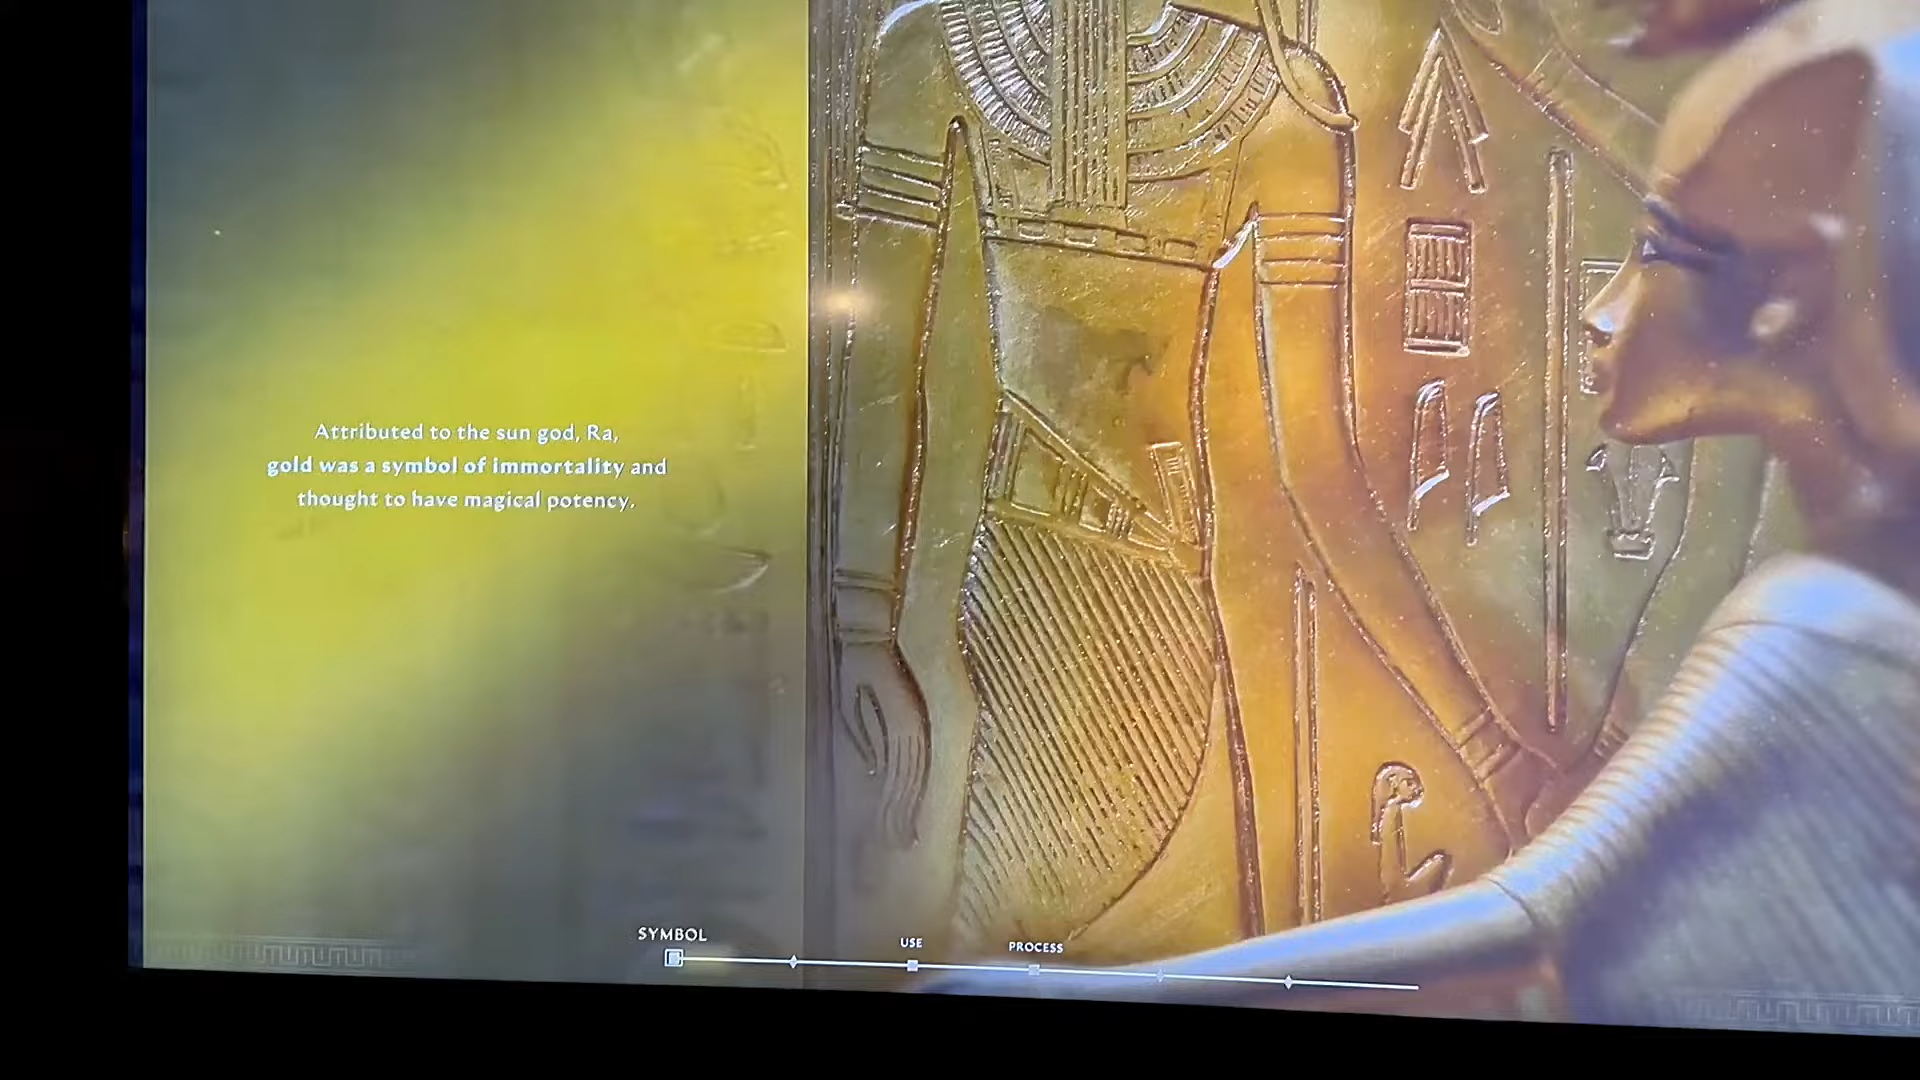 Attributed to the sun god, Ra,
gold was a symbol of immortality and
thought to have magical potency.
SYMBOL
USE
PROCESS